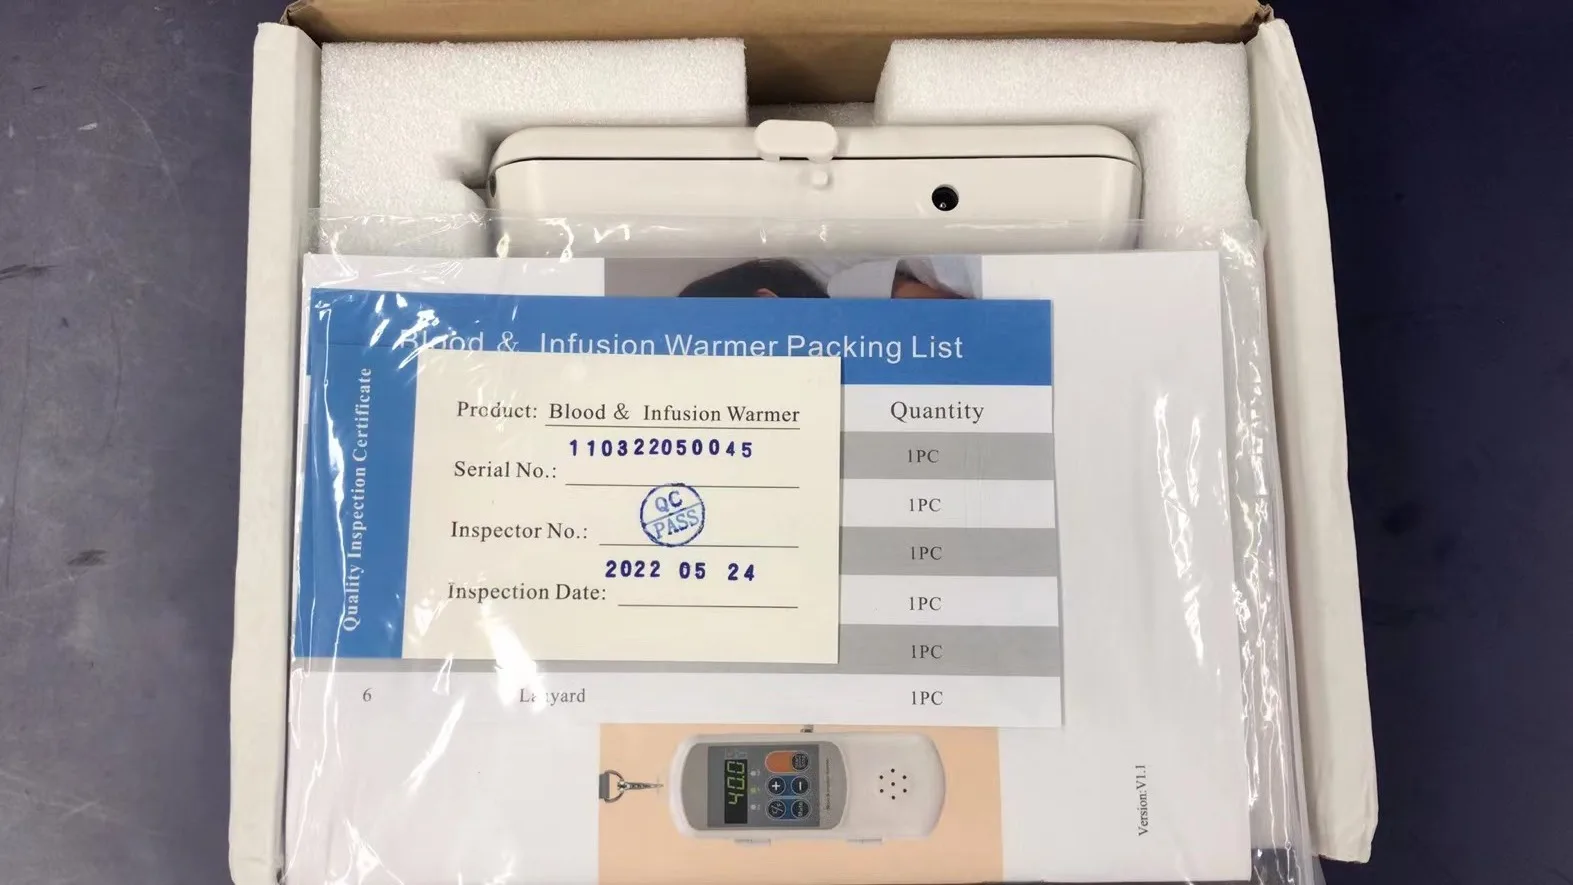 Blood & Infusion Warmer Packing List
Quality Inspection Certificate
Product: Blood & Infusion Warmer
110322050045
Serial No.:
QC
PASS
Inspector No.:
2022 05 24
Inspection Date:
Quantity
1PC
1PC
1PC
1PC
1PC
6 Lanyard 1PC
40.0
Version:V1.1